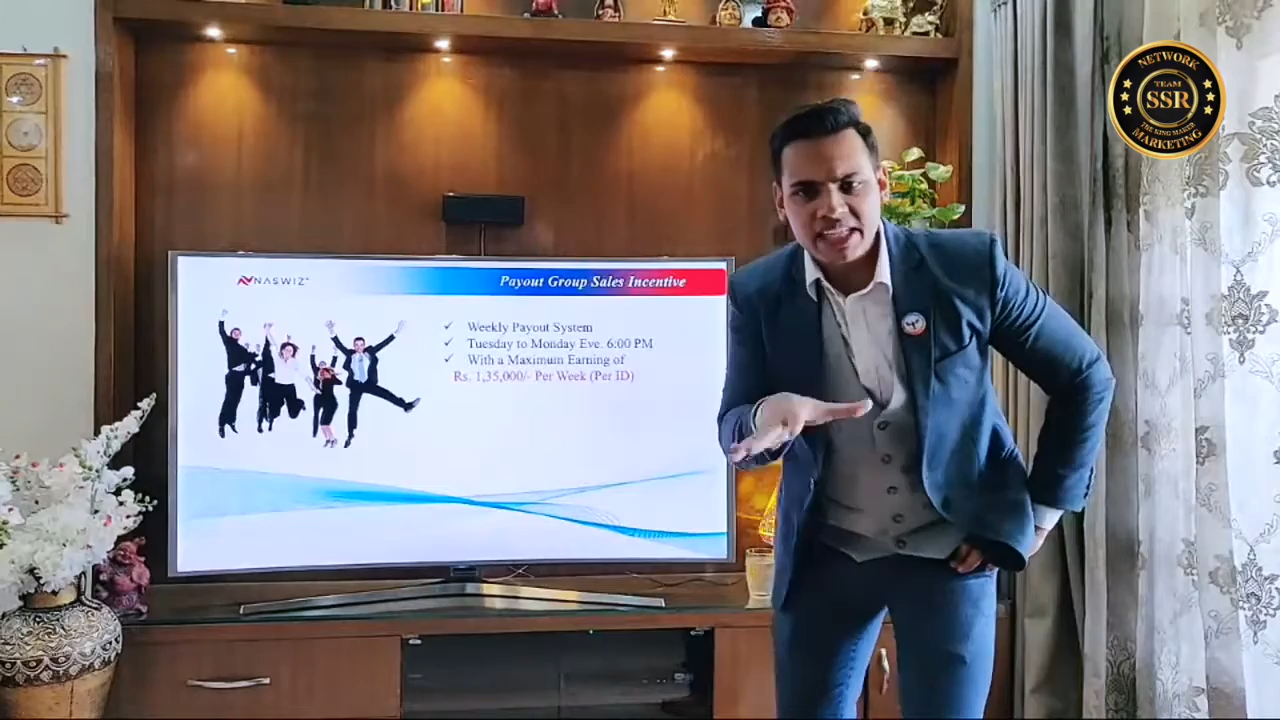 NASWIZ
Payout Group Sales Incentive
✓ Weekly Payout System
✓ Tuesday to Monday Eve. 6:00 PM
✓ With a Maximum Earning of
Rs. 1,35,000/- Per Week (Per ID)
NETWORK
TEAM
SSR
THE KING MAKER
MARKETING